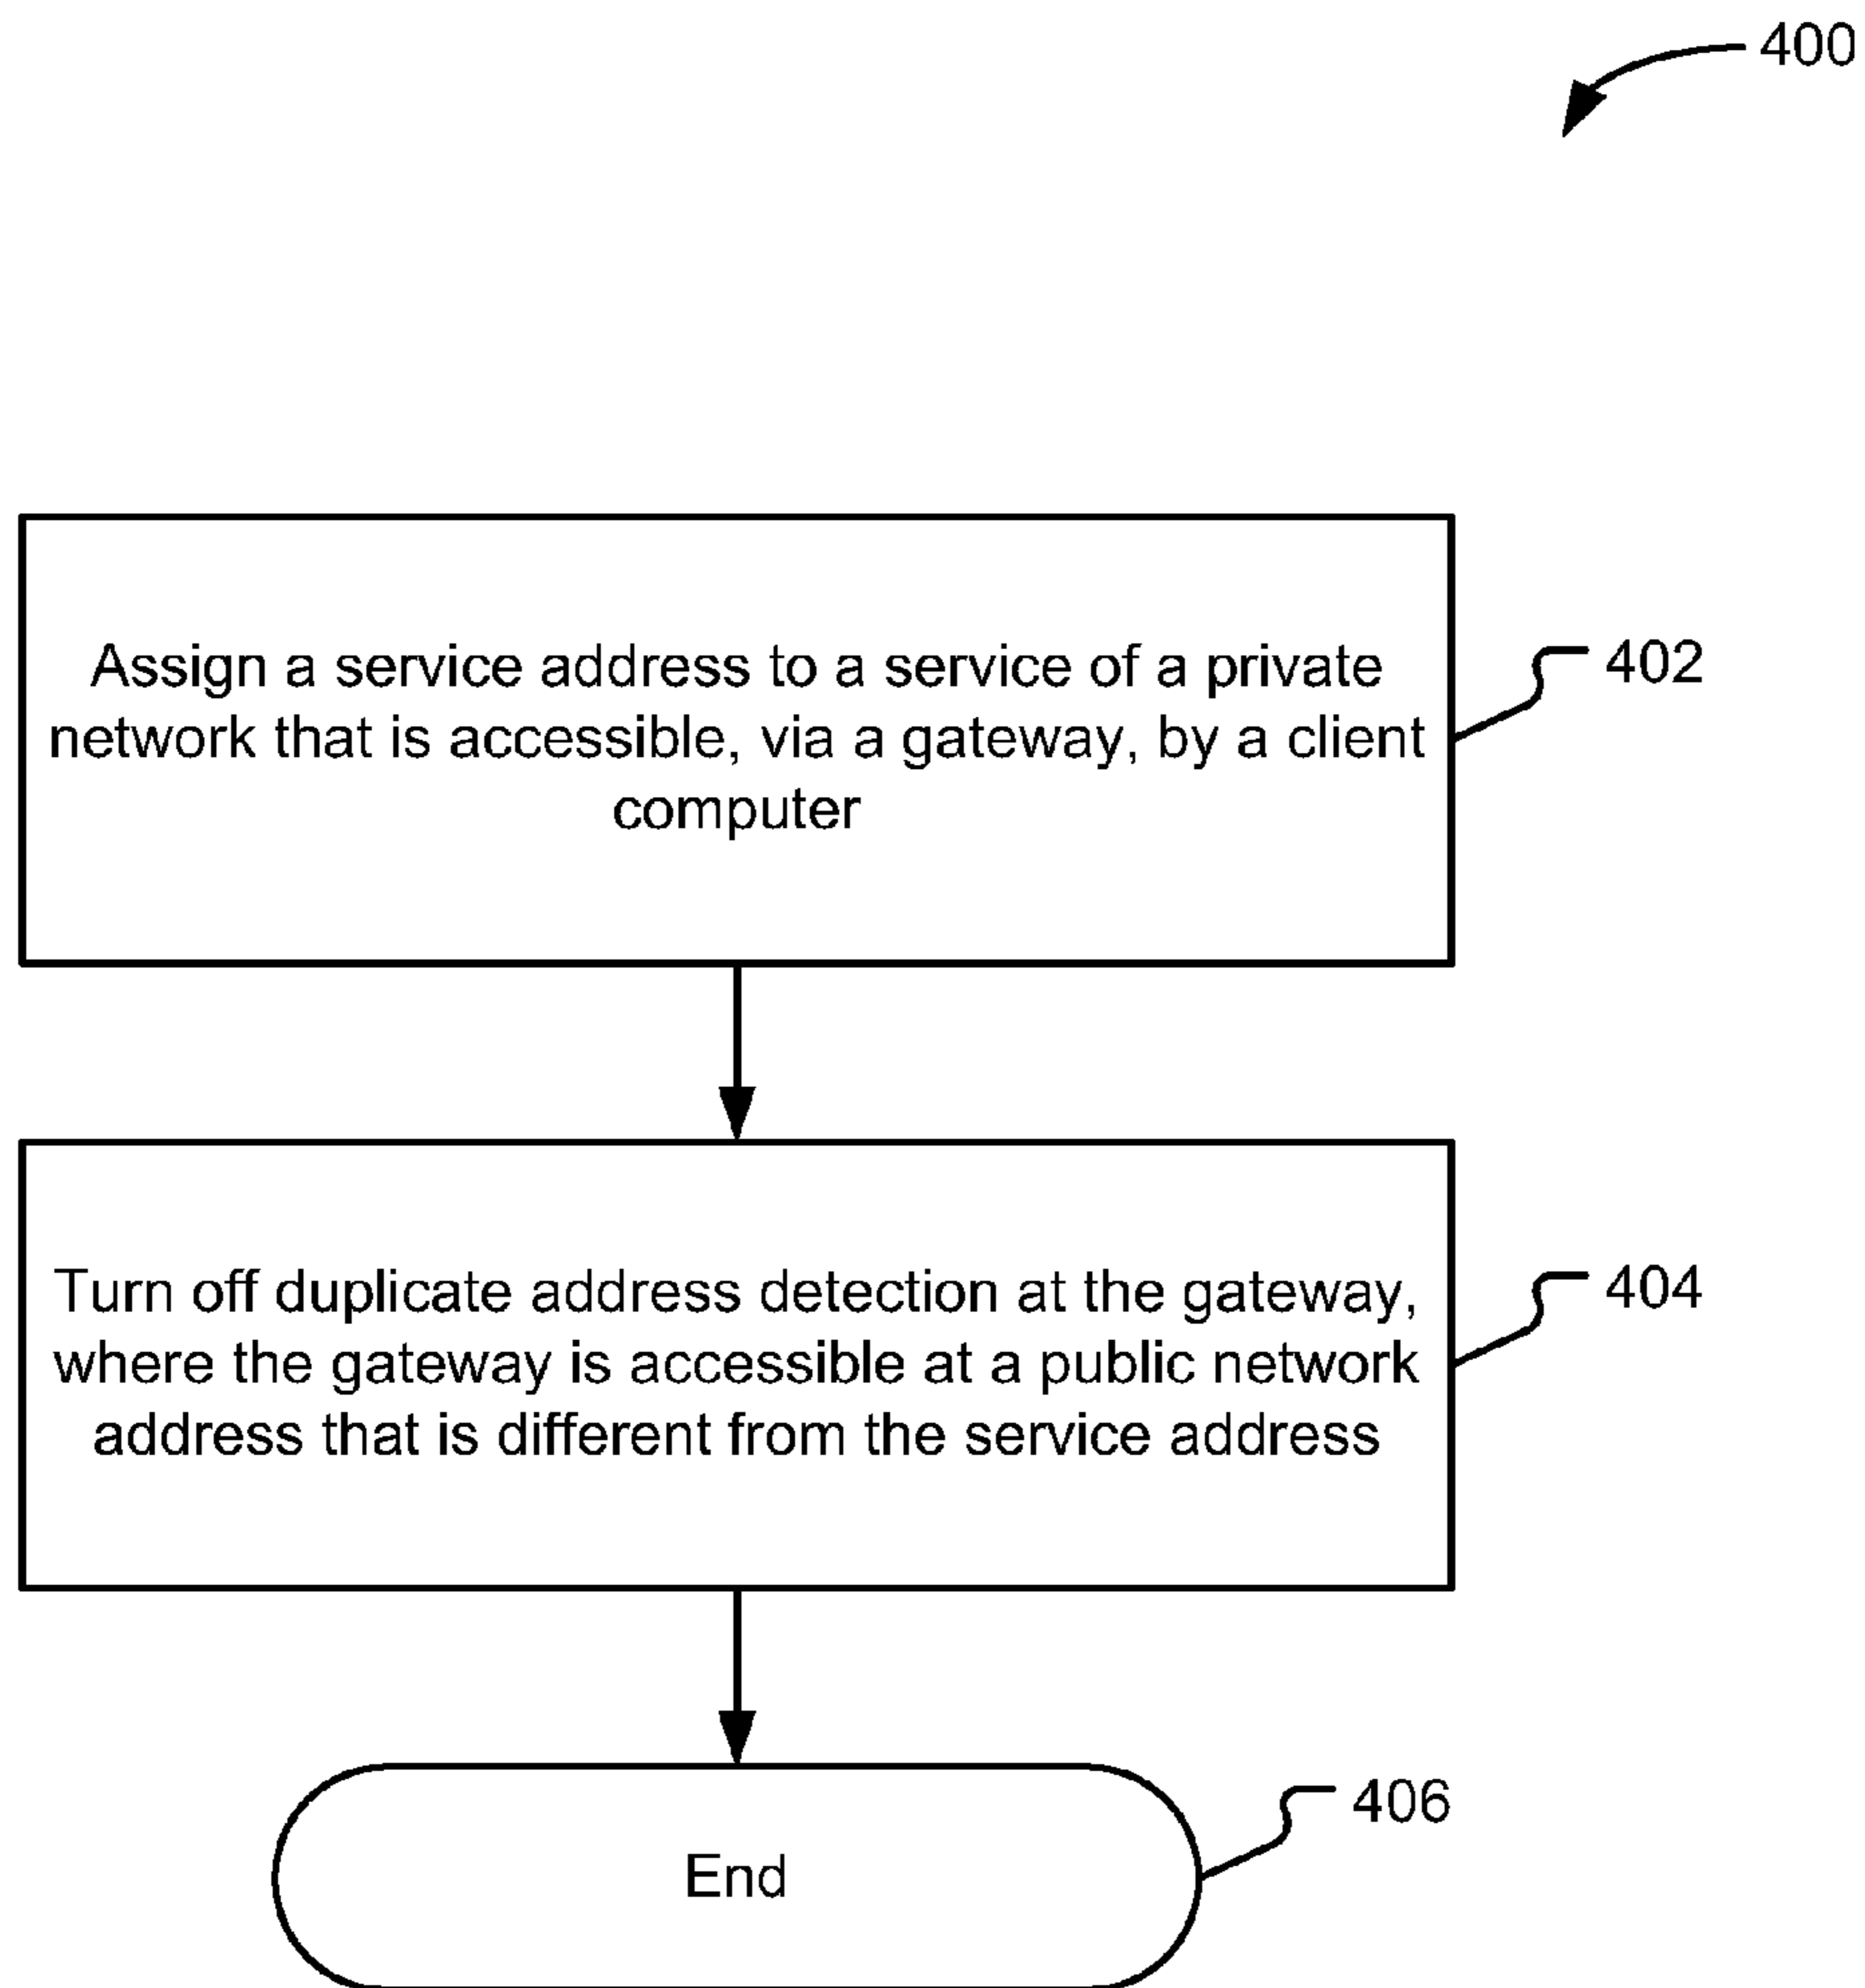 400
Assign a service address to a service of a private
network that is accessible, via a gateway, by a client
computer
402
Turn off duplicate address detection at the gateway,
where the gateway is accessible at a public network
address that is different from the service address
404
End
406